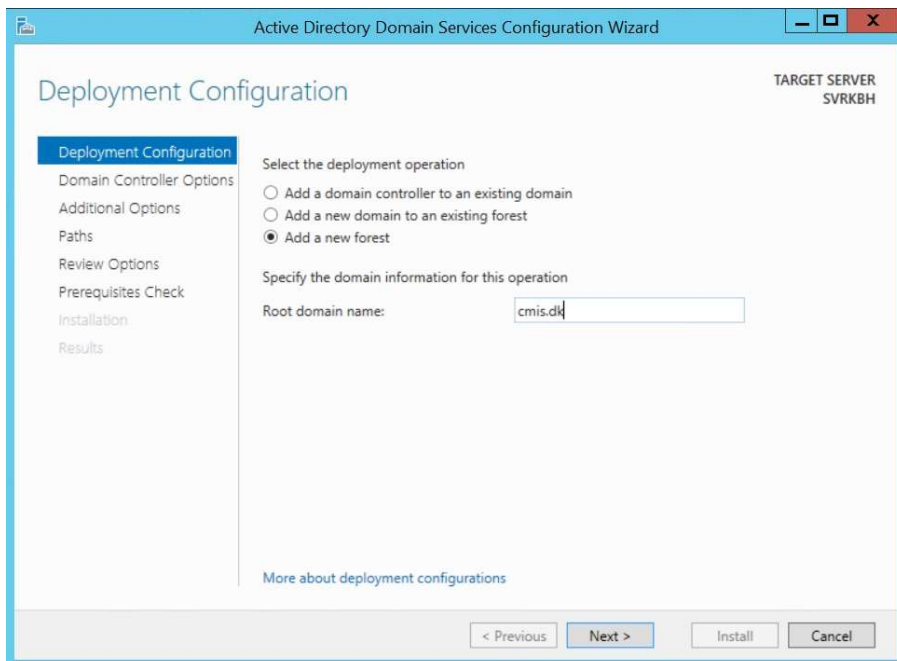 Active Directory Domain Services Configuration Wizard
Deployment Configuration
TARGET SERVER
SVRKBH
Deployment Configuration
Domain Controller Options
Additional Options
Paths
Review Options
Prerequisites Check
Installation
Results
Select the deployment operation
Add a domain controller to an existing domain
Add a new domain to an existing forest
Add a new forest
Specify the domain information for this operation
Root domain name: cmis.dk
More about deployment configurations
< Previous Next > Install Cancel